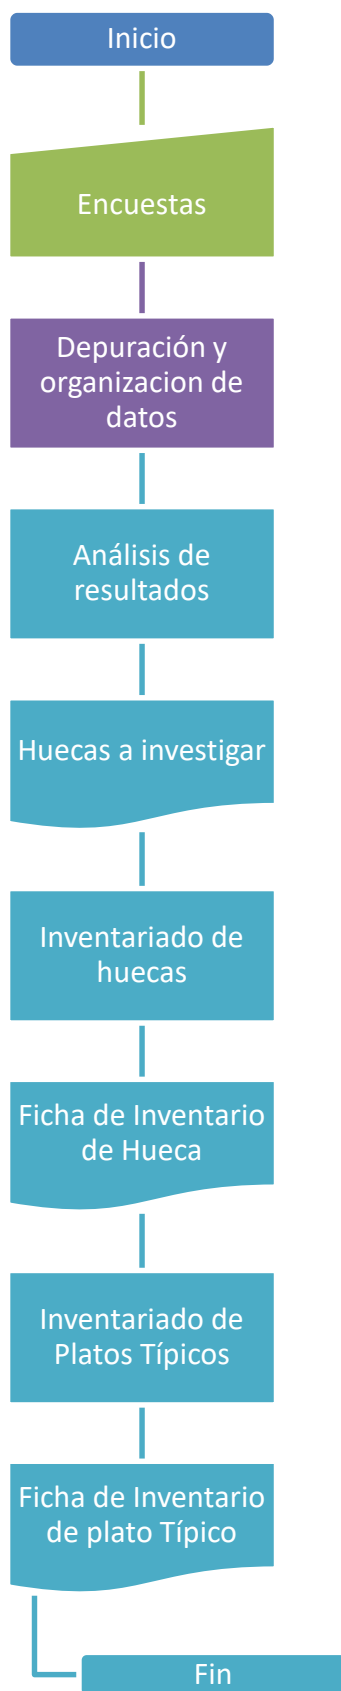 Inicio
Encuestas
Depuración y
organizacion de
datos
Análisis de
resultados
Huecas a investigar
Inventariado de
huecas
Ficha de Inventario
de Hueca
Inventariado de
Platos Típicos
Ficha de Inventario
de plato Típico
Fin